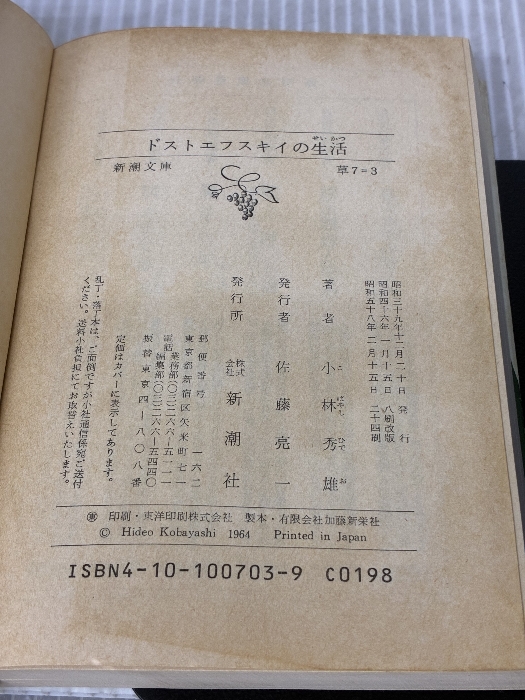 ドストエフスキイの生活
せいかつ
新潮文庫
草7=3
昭和三十九年十二月二十日 発行
昭和四十六年一月十五日 八刷改版
昭和五十八年二月十五日 二十四刷
著者 小林秀雄
こ ばやし ひで お
発行者 佐藤亮一
発行所 株式会社 新潮社
郵便番号 一六二
東京都新宿区矢来町七一
電話 業務部(〇三)二六六―五一一一
編集部(〇三)二六六―五四四〇
振替 東京四―八〇八番
定価はカバーに表示してあります。
乱丁・落丁本は、ご面倒ですが小社通信係宛ご送付
ください。送料小社負担にてお取替えいたします。
印刷・東洋印刷株式会社 製本・有限会社加藤新栄社
© Hideo Kobayashi 1964 Printed in Japan
ISBN4-10-100703-9 C0198